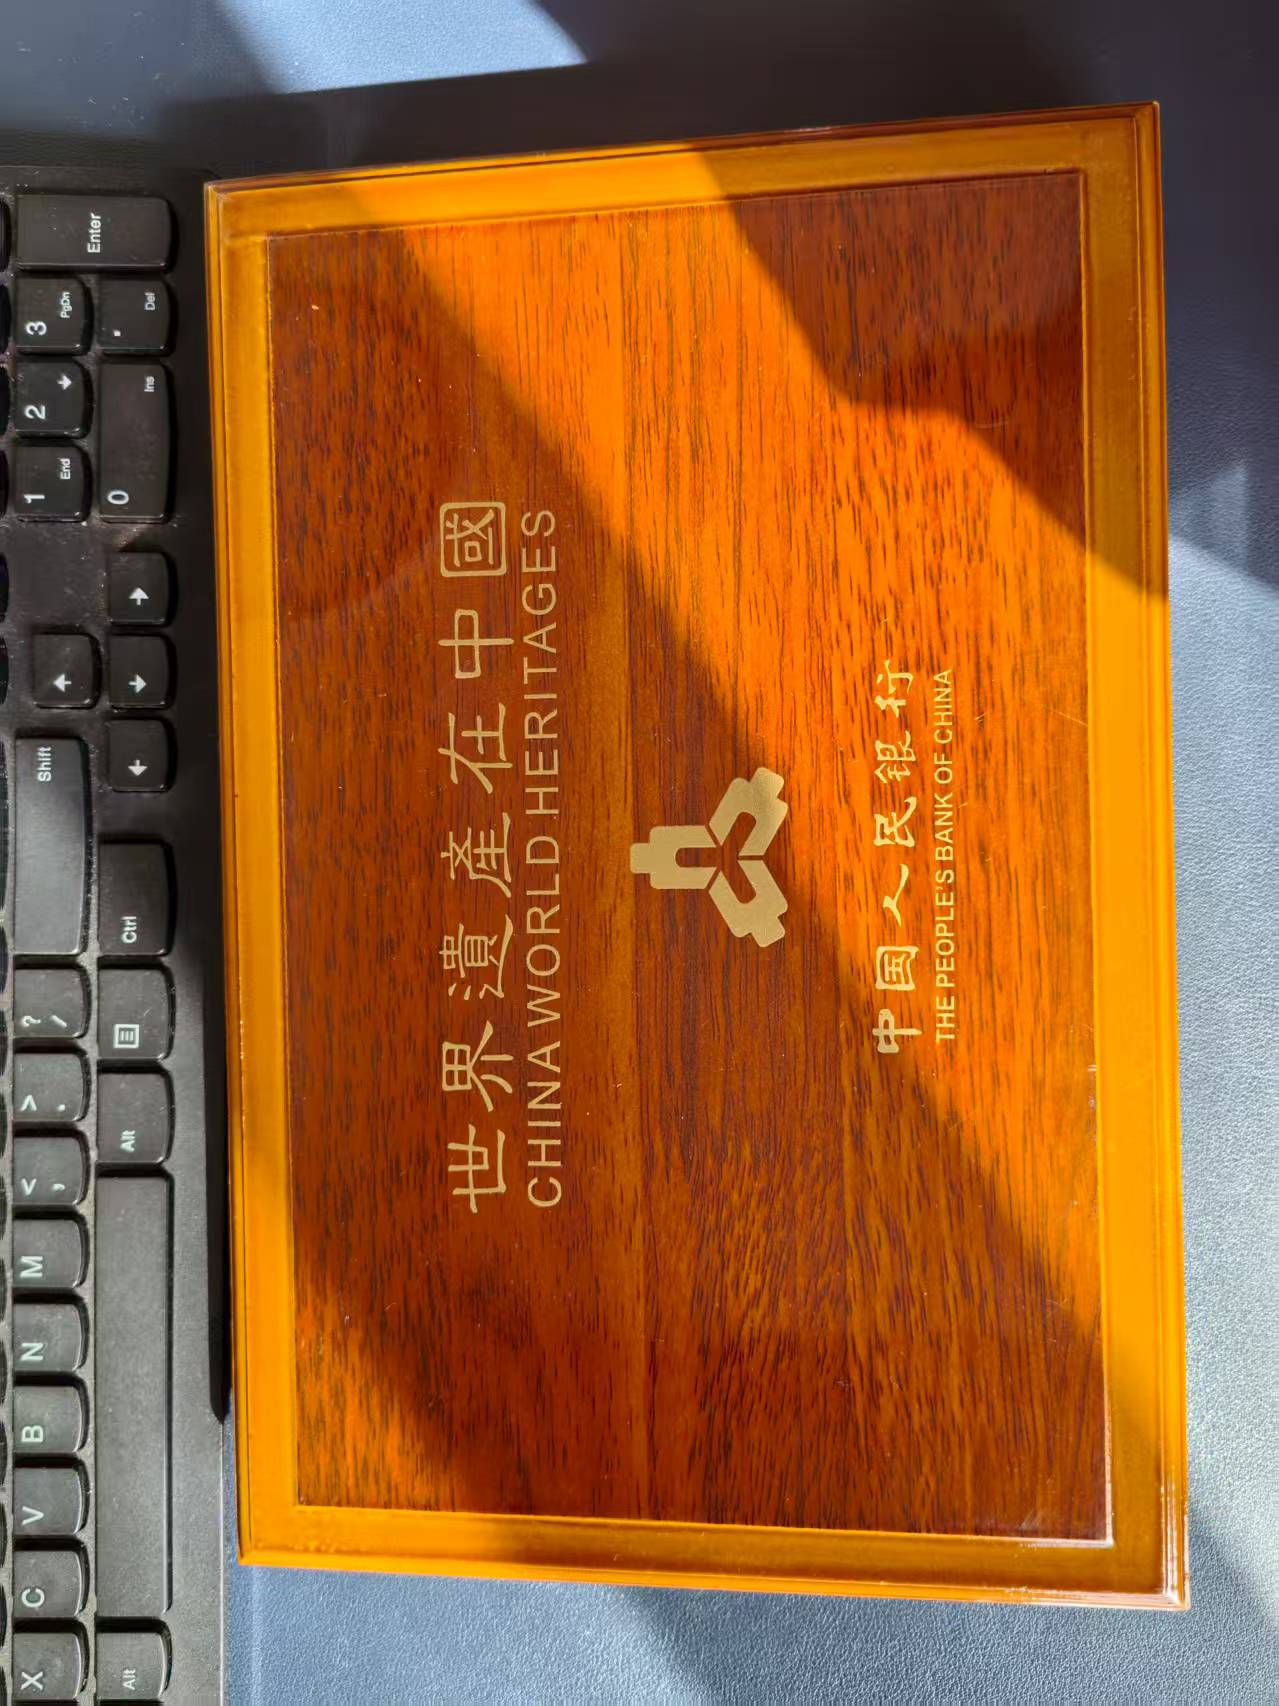 世界遺產在中國
CHINA WORLD HERITAGES
中国人民银行
THE PEOPLE'S BANK OF CHINA
Enter
3 PgDn
. Del
2
Ins
1 End
0
Shift
Ctrl
? /
> .
< ,
Alt
M
N
B
V
C
X
Alt